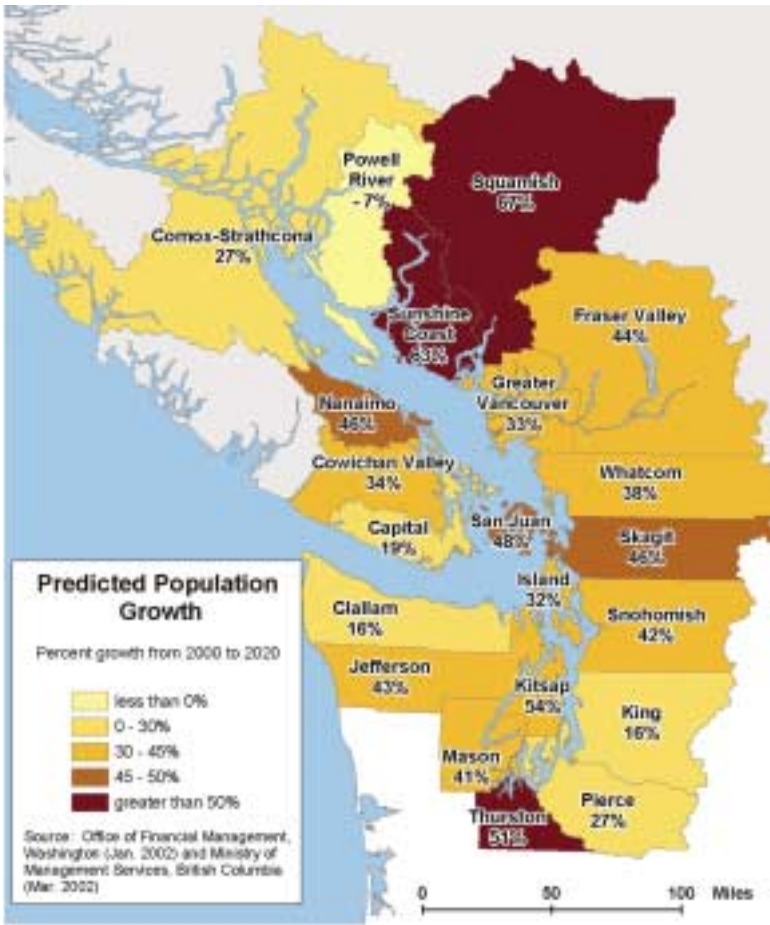 Powell
River
- 7%
Squamish
67%
Comox-Strathcona
27%
Sunshine
Coast
63%
Fraser Valley
44%
Greater
Vancouver
33%
Nanaimo
46%
Cowichan Valley
34%
Whatcom
38%
Capital
19%
San Juan
48%
Skagit
46%
Island
32%
Clallam
16%
Snohomish
42%
Jefferson
43%
Kitsap
54%
King
16%
Mason
41%
Pierce
27%
Thurston
51%
Predicted Population
Growth
Percent growth from 2000 to 2020
less than 0%
0 - 30%
30 - 45%
45 - 50%
greater than 50%
Source: Office of Financial Management,
Washington (Jan. 2002) and Ministry of
Management Services, British Columbia
(Mar. 2002)
0 50 100 Miles